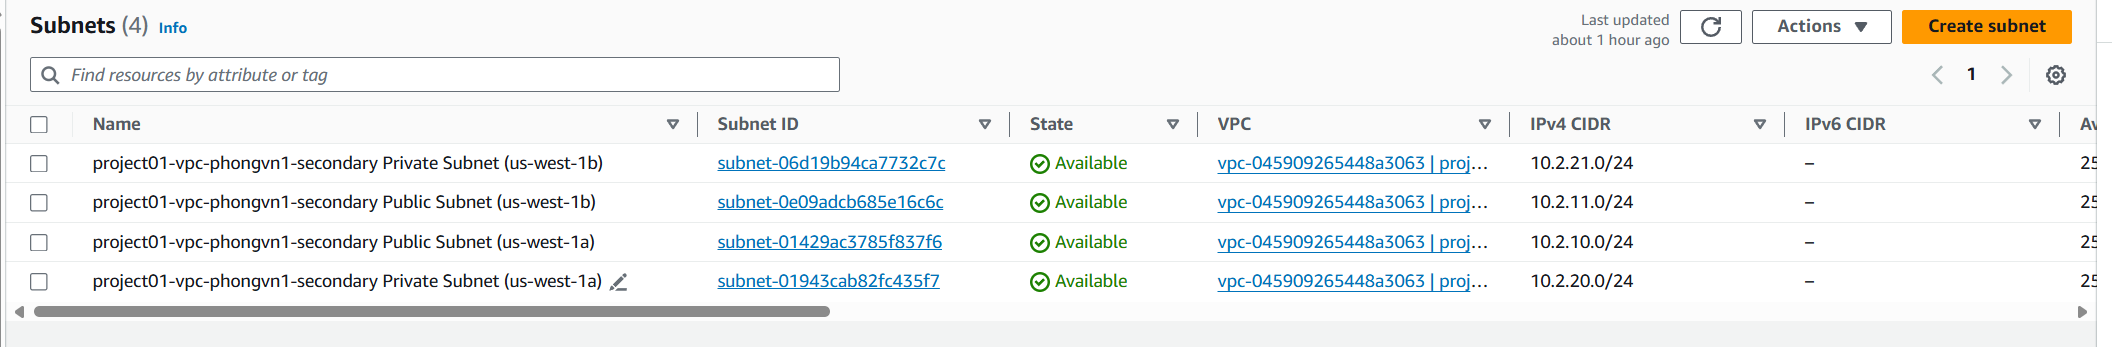 Subnets (4) Info
Last updated
about 1 hour ago
Actions
Create subnet
Find resources by attribute or tag
1
Name Subnet ID State VPC IPv4 CIDR IPv6 CIDR
project01-vpc-phongvn1-secondary Private Subnet (us-west-1b) subnet-06d19b94ca7732c7c Available vpc-045909265448a3063 | proj… 10.2.21.0/24 –
project01-vpc-phongvn1-secondary Public Subnet (us-west-1b) subnet-0e09adcb685e16c6c Available vpc-045909265448a3063 | proj… 10.2.11.0/24 –
project01-vpc-phongvn1-secondary Public Subnet (us-west-1a) subnet-01429ac3785f837f6 Available vpc-045909265448a3063 | proj… 10.2.10.0/24 –
project01-vpc-phongvn1-secondary Private Subnet (us-west-1a) subnet-01943cab82fc435f7 Available vpc-045909265448a3063 | proj… 10.2.20.0/24 –